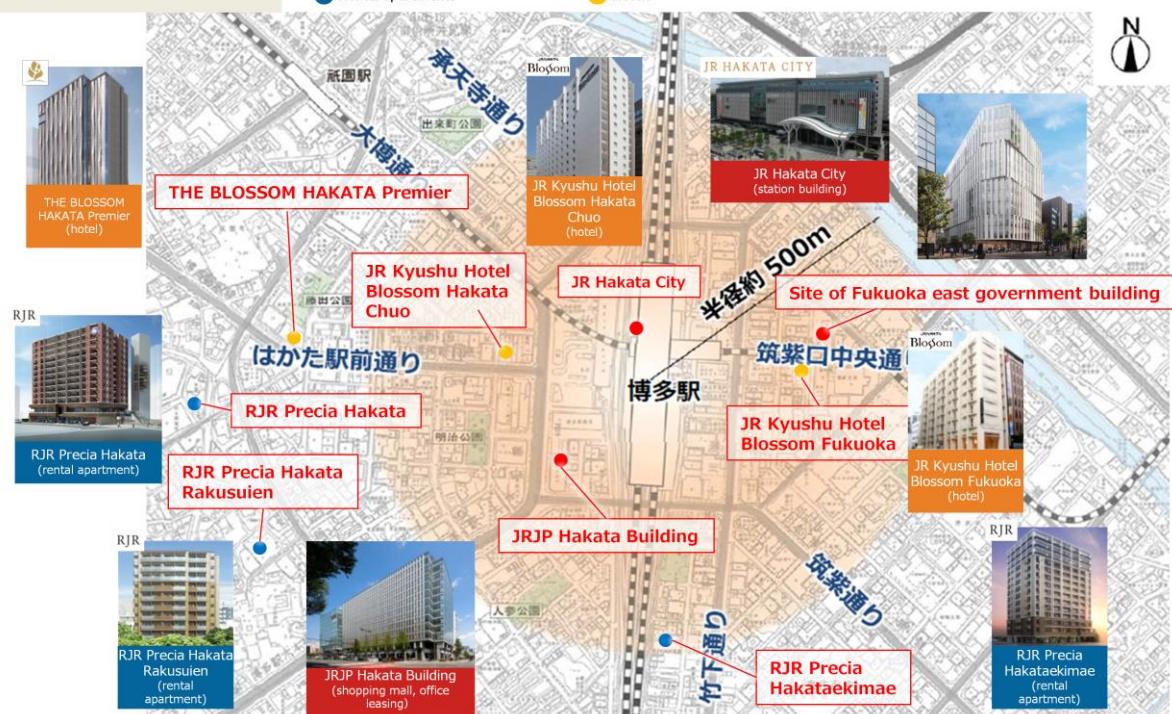 N
祇園駅
承天寺通り
大博通り
出来町公園
Blossom
JR HAKATA CITY
THE BLOSSOM
HAKATA Premier
(hotel)
JR Kyushu Hotel
Blossom Hakata
Chuo
(hotel)
JR Hakata City
(station building)
THE BLOSSOM HAKATA Premier
JR Kyushu Hotel
Blossom Hakata
Chuo
JR Hakata City
半径約 500m
Site of Fukuoka east government building
はかた駅前通り
筑紫口中央通り
博多駅
RJR
RJR Precia Hakata
(rental apartment)
RJR Precia Hakata
明治公園
JR Kyushu Hotel
Blossom Fukuoka
Blossom
JR Kyushu Hotel
Blossom Fukuoka
(hotel)
RJR Precia Hakata
Rakusuien
JRJP Hakata Building
RJR
RJR Precia Hakata
Rakusuien
(rental
apartment)
JRJP Hakata Building
(shopping mall, office
leasing)
人参公園
竹下通り
筑紫通り
RJR Precia
Hakataekimae
RJR
RJR Precia
Hakataekimae
(rental
apartment)